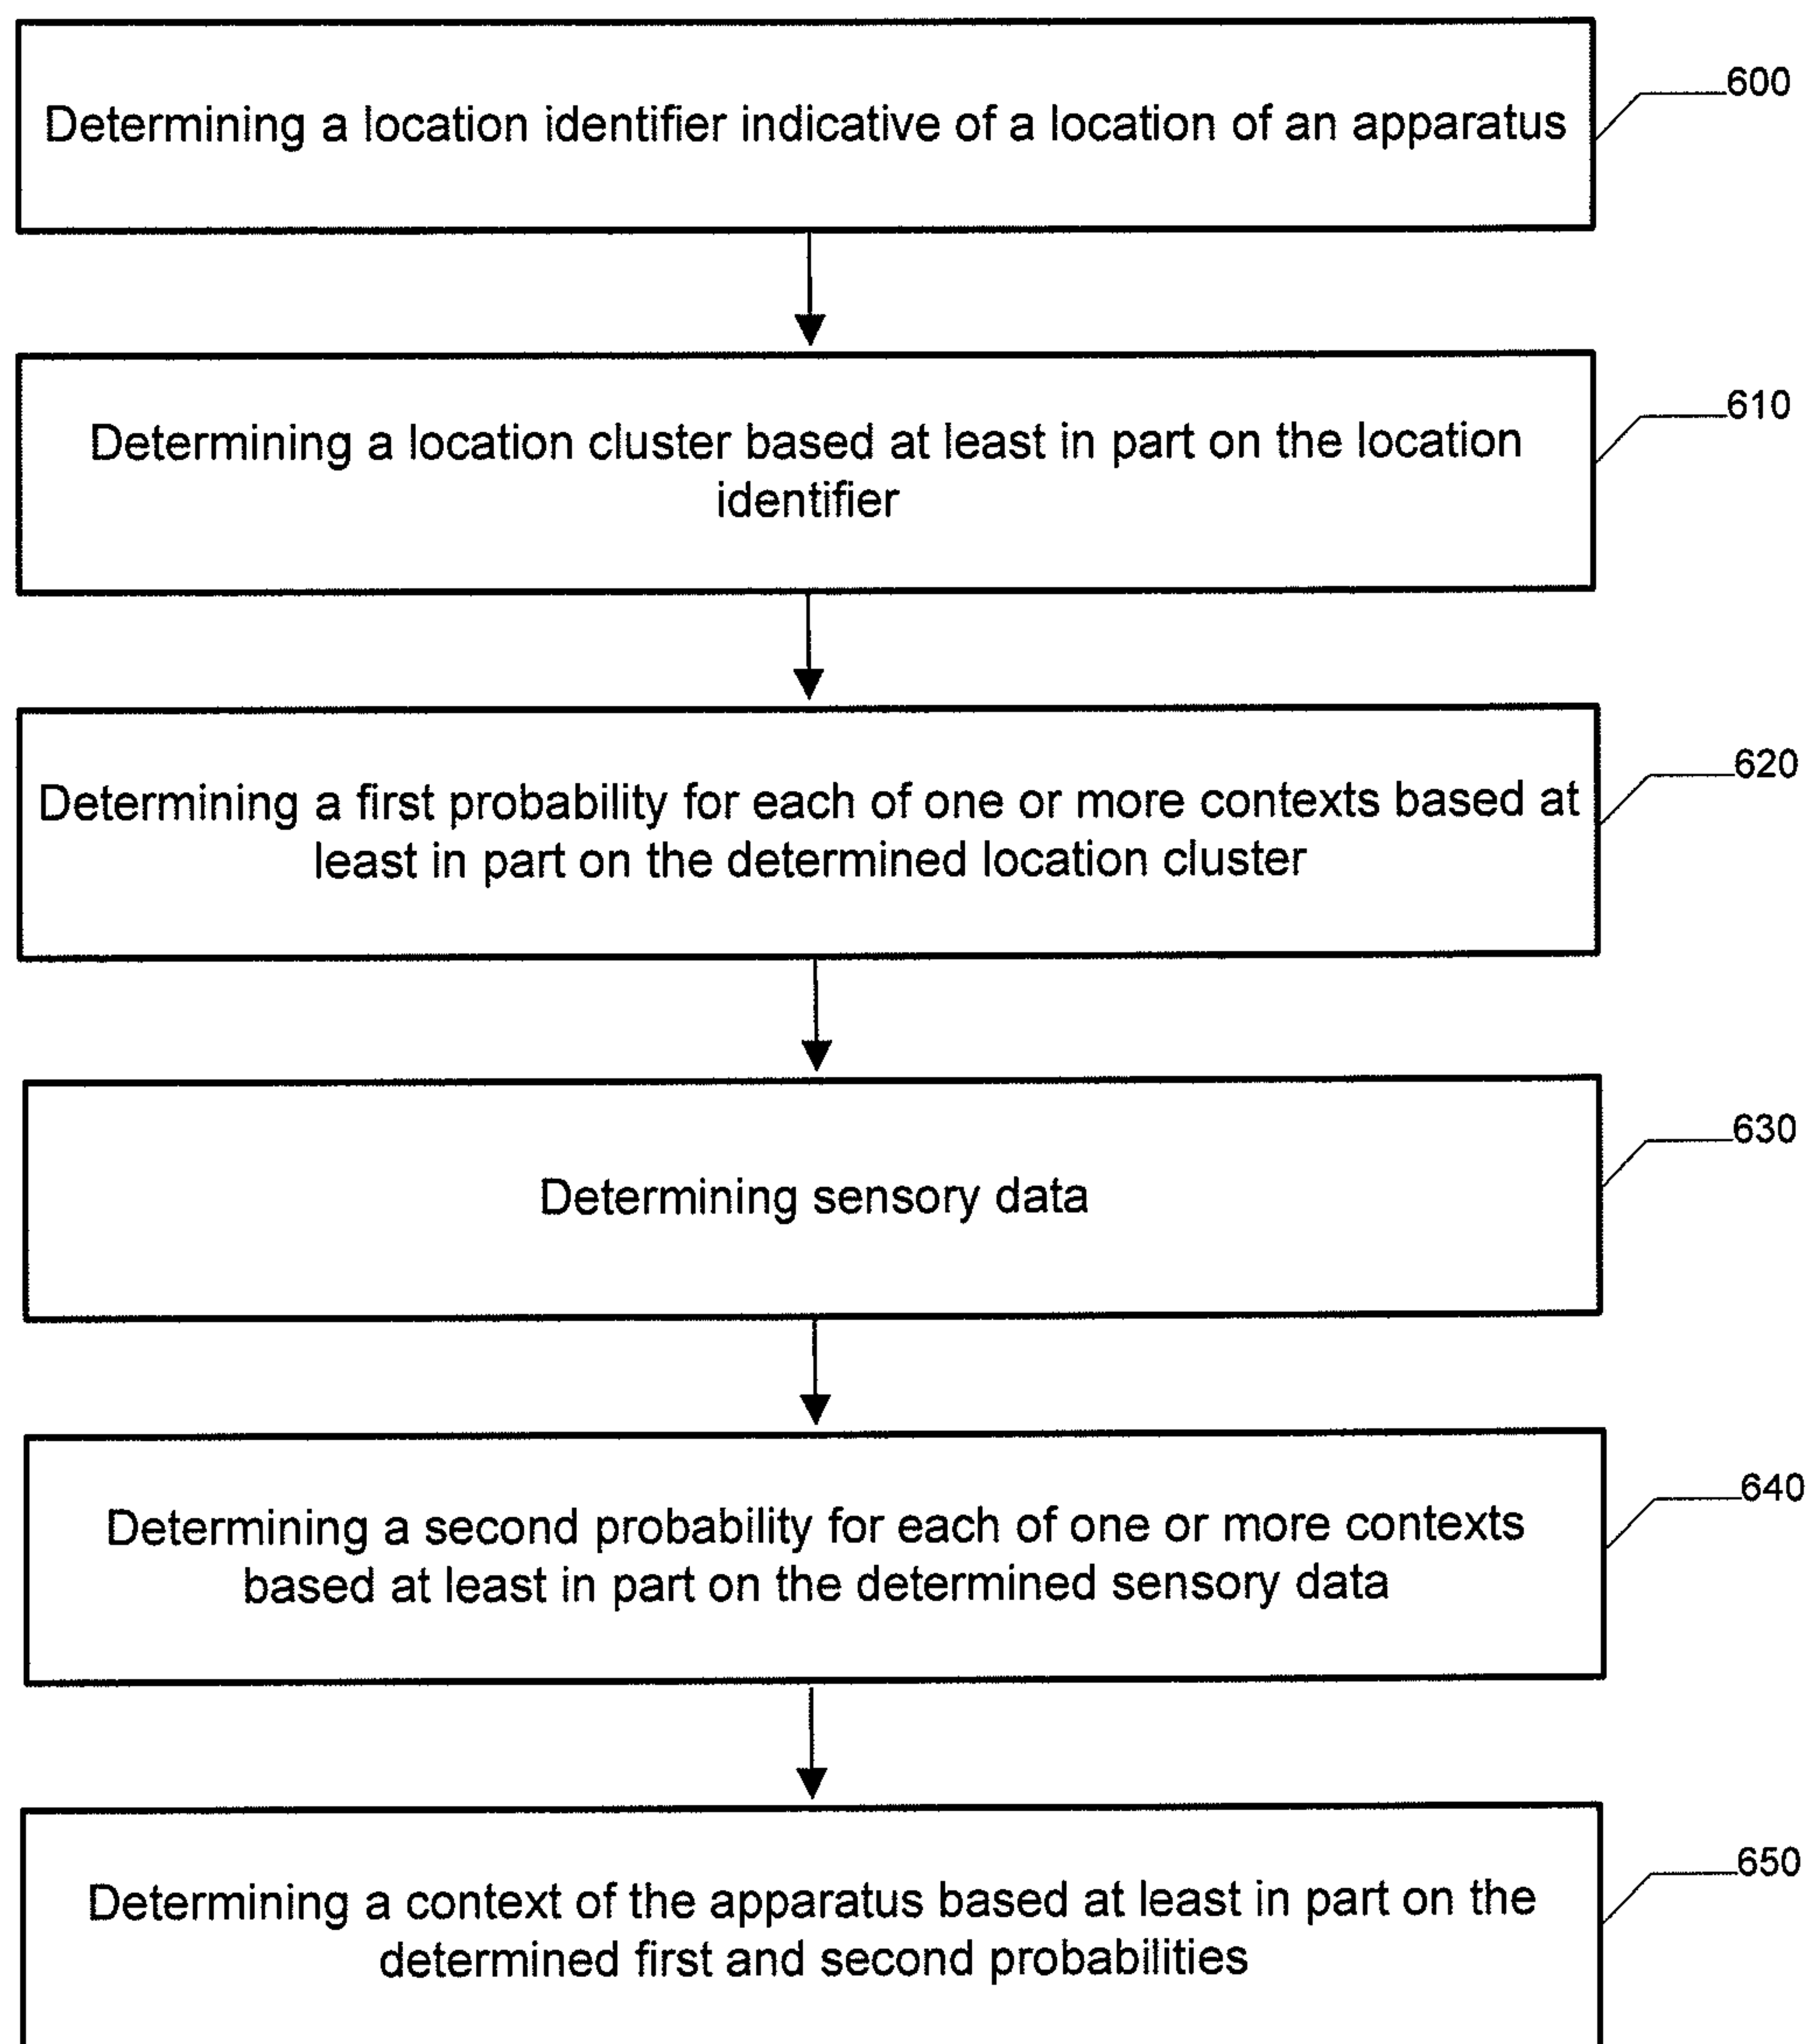 600
Determining a location identifier indicative of a location of an apparatus
610
Determining a location cluster based at least in part on the location
identifier
620
Determining a first probability for each of one or more contexts based at
least in part on the determined location cluster
630
Determining sensory data
640
Determining a second probability for each of one or more contexts
based at least in part on the determined sensory data
650
Determining a context of the apparatus based at least in part on the
determined first and second probabilities